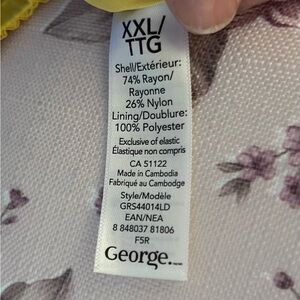 XXL/
TTG
Shell/Extérieur:
74% Rayon/
Rayonne
26% Nylon
Lining/Doublure:
100% Polyester
Exclusive of elastic
Élastique non compris
CA 51122
Made in Cambodia
Fabriqué au Cambodge
Style/Modèle
GRS44014LD
EAN/NEA
8 848037 81806
F5R
George.